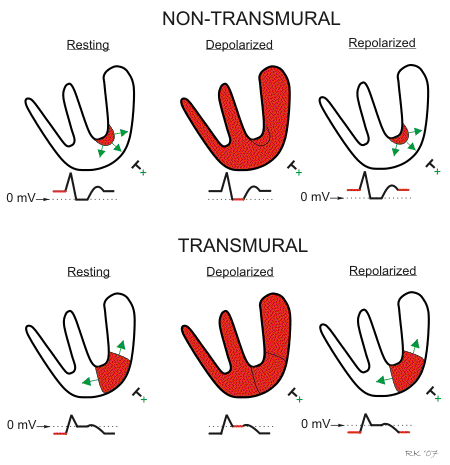 NON-TRANSMURAL
Resting Depolarized Repolarized
+ +
0 mV
TRANSMURAL
Resting Depolarized Repolarized
+ +
0 mV
RK '07